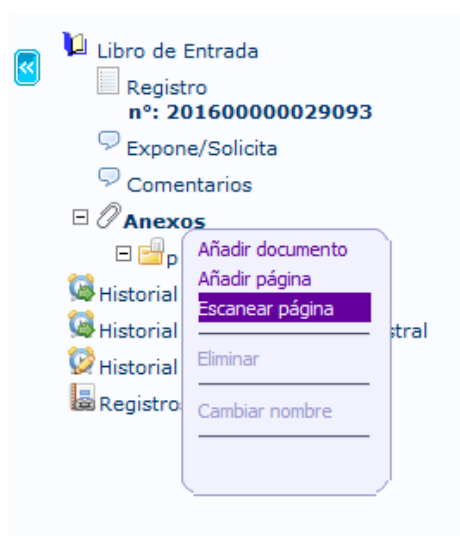 Libro de Entrada
Registro
nº: 201600000029093
Expone/Solicita
Comentarios
Anexos
p
Añadir documento
Añadir página
Escanear página
Eliminar
Cambiar nombre
Historial
Historial stral
Historial
Registro